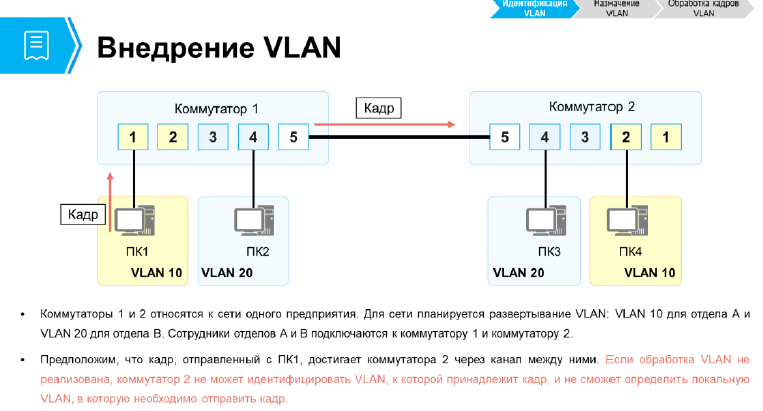 Идентификация VLAN
Назначение VLAN
Обработка кадров VLAN
Внедрение VLAN
Коммутатор 1
Кадр
Коммутатор 2
1 2 3 4 5
5 4 3 2 1
Кадр
ПК1
ПК2
ПК3
ПК4
VLAN 10
VLAN 20
VLAN 20
VLAN 10
• Коммутаторы 1 и 2 относятся к сети одного предприятия. Для сети планируется развертывание VLAN: VLAN 10 для отдела А и
VLAN 20 для отдела B. Сотрудники отделов А и В подключаются к коммутатору 1 и коммутатору 2.
• Предположим, что кадр, отправленный с ПК1, достигает коммутатора 2 через канал между ними. Если обработка VLAN не
реализована, коммутатор 2 не может идентифицировать VLAN, к которой принадлежит кадр, и не сможет определить локальную
VLAN, в которую необходимо отправить кадр.